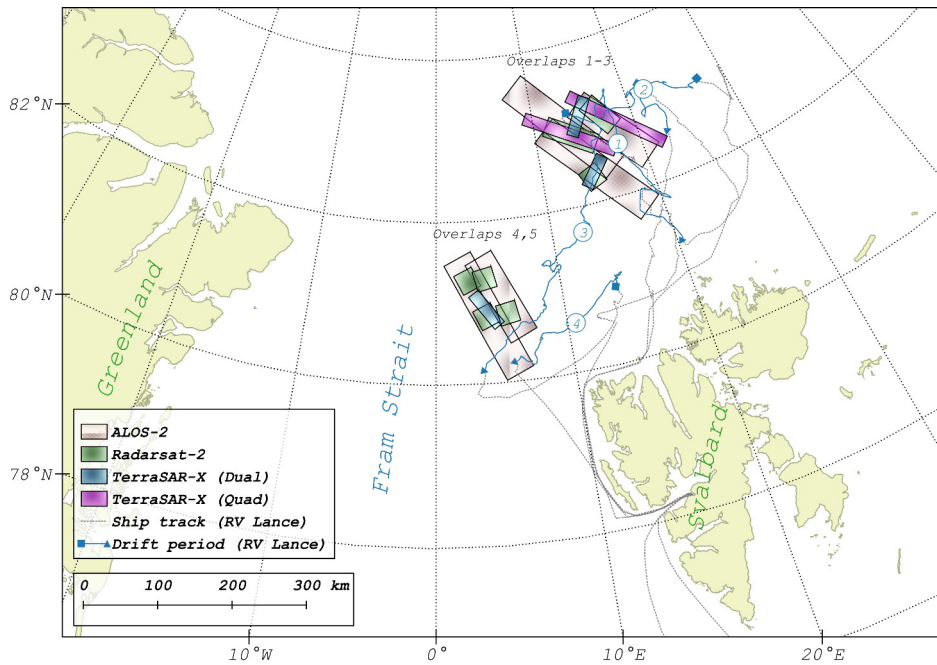 Overlaps 1-3
82°N
2
1
Overlaps 4,5
3
80°N
4
Greenland
Fram Strait
Svalbard
78°N
ALOS-2
Radarsat-2
TerraSAR-X (Dual)
TerraSAR-X (Quad)
Ship track (RV Lance)
Drift period (RV Lance)
0 100 200 300 km
10°W 0° 10°E 20°E